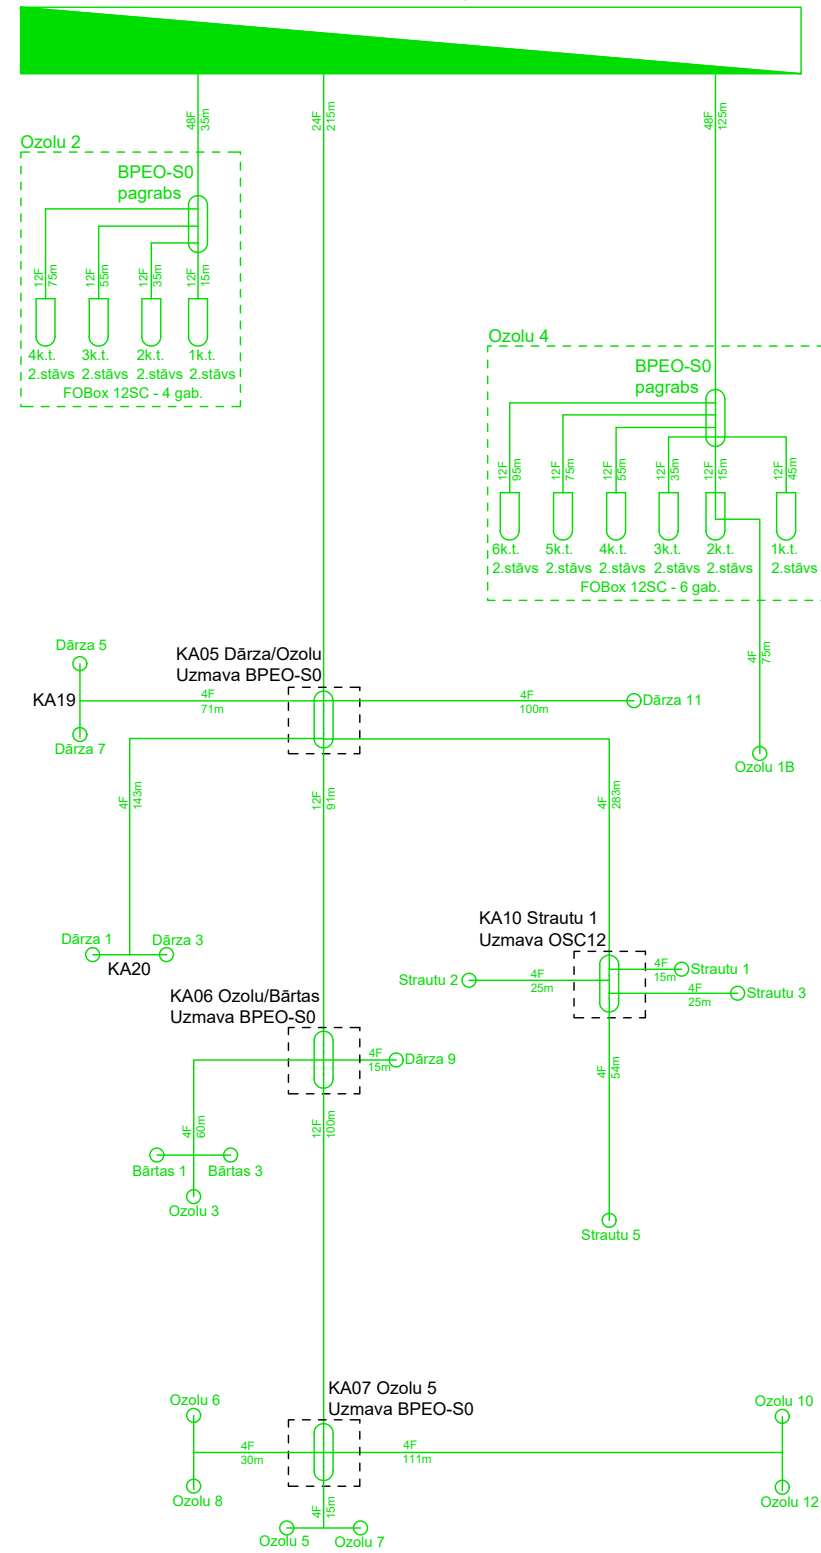 48F
35m
24F
215m
48F
125m
Ozolu 2
BPEO-S0
pagrabs
12F
75m
12F
55m
12F
35m
12F
15m
4k.t.
3k.t.
2k.t.
1k.t.
2.stāvs
2.stāvs
2.stāvs
2.stāvs
FOBox 12SC - 4 gab.
Ozolu 4
BPEO-S0
pagrabs
12F
95m
12F
75m
12F
55m
12F
35m
12F
15m
12F
45m
6k.t.
5k.t.
4k.t.
3k.t.
2k.t.
1k.t.
2.stāvs
2.stāvs
2.stāvs
2.stāvs
2.stāvs
2.stāvs
FOBox 12SC - 6 gab.
4F
75m
Ozolu 1B
Dārza 5
KA19
Dārza 7
4F
71m
KA05 Dārza/Ozolu
Uzmava BPEO-S0
4F
100m
Dārza 11
4F
143m
12F
91m
4F
283m
Dārza 1
Dārza 3
KA20
KA10 Strautu 1
Uzmava OSC12
Strautu 2
4F
25m
4F
15m
Strautu 1
4F
25m
Strautu 3
4F
54m
Strautu 5
KA06 Ozolu/Bārtas
Uzmava BPEO-S0
4F
15m
Dārza 9
4F
60m
12F
100m
Bārtas 1
Bārtas 3
Ozolu 3
KA07 Ozolu 5
Uzmava BPEO-S0
Ozolu 6
4F
30m
Ozolu 8
4F
111m
Ozolu 10
Ozolu 12
4F
15m
Ozolu 5
Ozolu 7